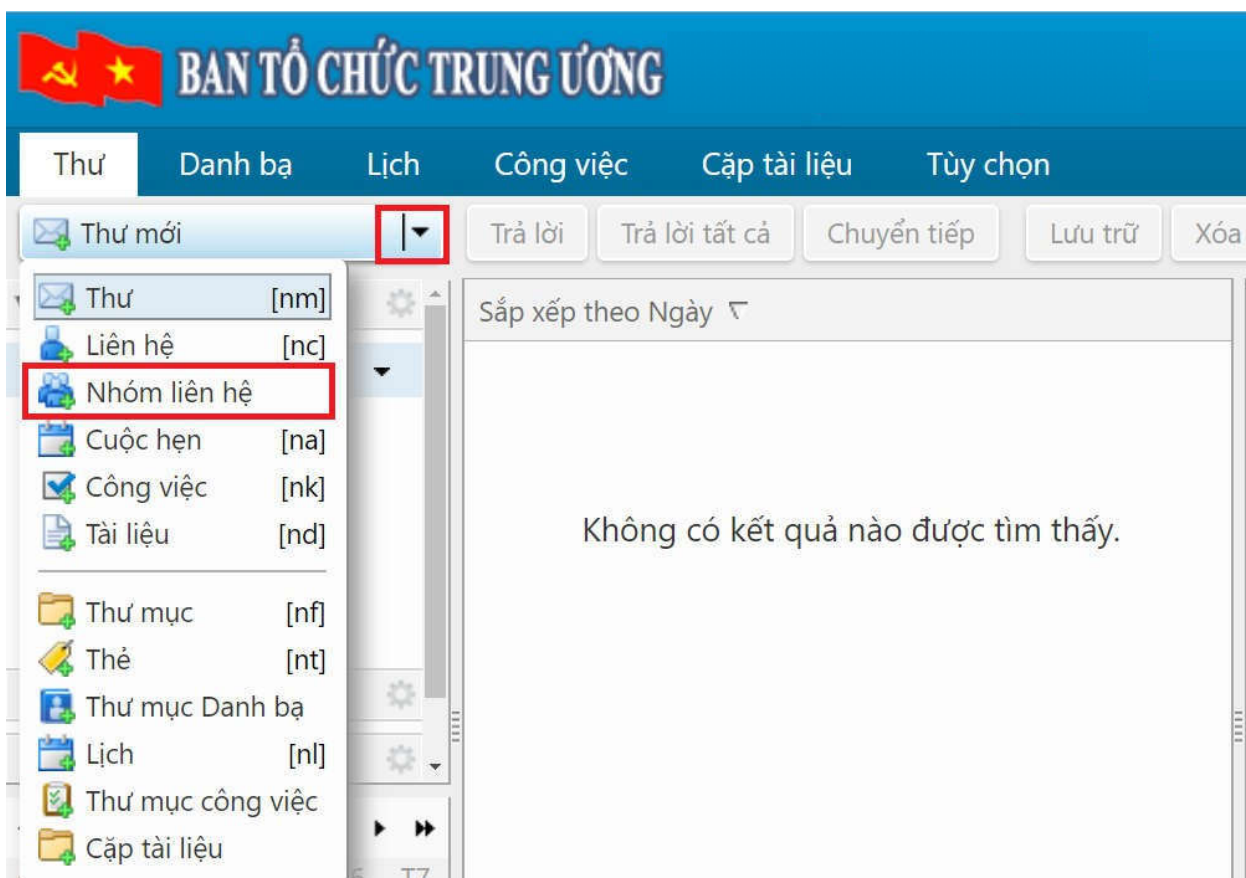 BAN TỔ CHỨC TRUNG ƯƠNG
Thư Danh bạ Lịch Công việc Cặp tài liệu Tùy chọn
Thư mới Trả lời Trả lời tất cả Chuyển tiếp Lưu trữ Xóa
Thư [nm]
Sắp xếp theo Ngày
Liên hệ [nc]
Nhóm liên hệ
Cuộc hẹn [na]
Công việc [nk]
Tài liệu [nd]
Không có kết quả nào được tìm thấy.
Thư mục [nf]
Thẻ [nt]
Thư mục Danh bạ
Lịch [nl]
Thư mục công việc
Cặp tài liệu
T7